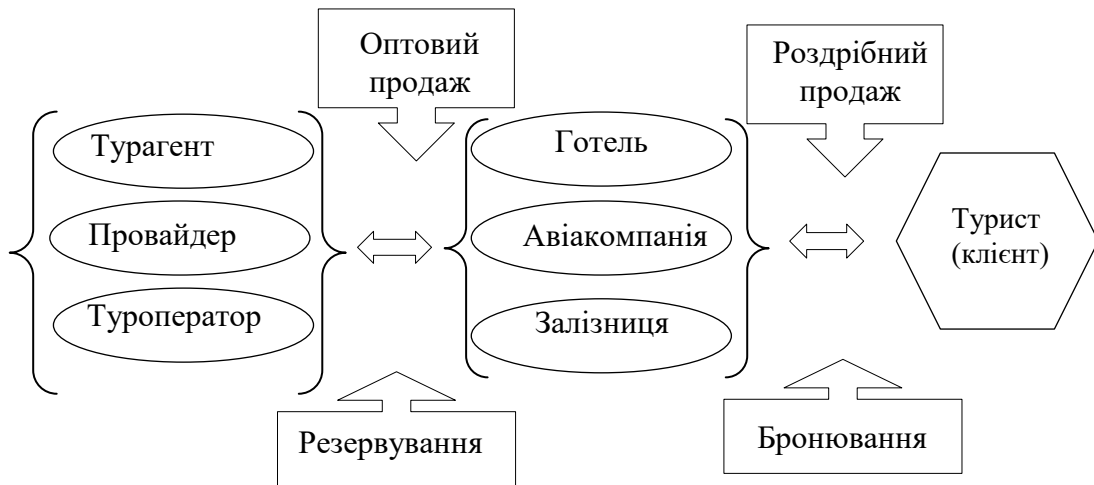 Оптовий
продаж
Роздрібний
продаж
Турагент
Провайдер
Туроператор
Готель
Авіакомпанія
Залізниця
Турист
(клієнт)
Резервування
Бронювання